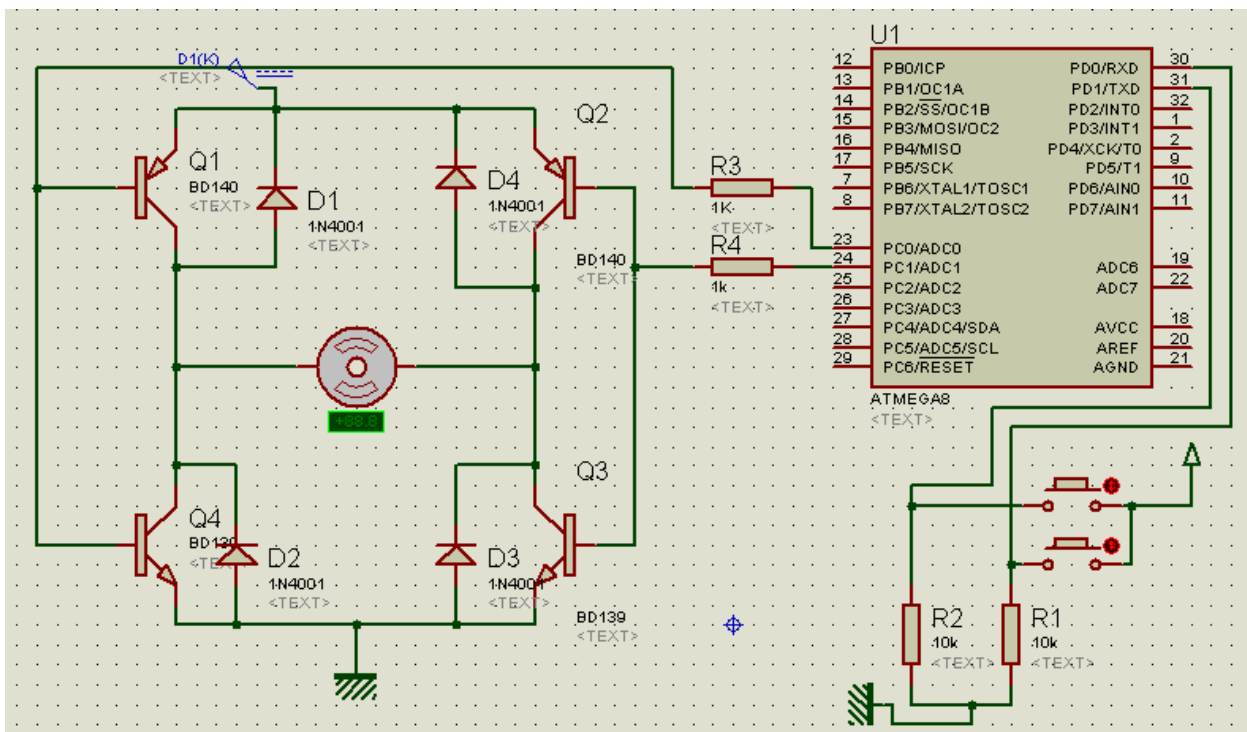 D1(K)
<TEXT>
Q1
BD140
<TEXT>
D1
1N4001
<TEXT>
D4
1N4001
<TEXT>
Q2
BD140
<TEXT>
R3
1K
<TEXT>
R4
1k
<TEXT>
+88.8
Q4
BD139
<TEXT>
D2
1N4001
<TEXT>
D3
1N4001
<TEXT>
Q3
BD139
<TEXT>
U1
12 PB0/ICP PD0/RXD 30
13 PB1/OC1A PD1/TXD 31
14 PB2/SS/OC1B PD2/INT0 32
15 PB3/MOSI/OC2 PD3/INT1 1
16 PB4/MISO PD4/XCK/T0 2
17 PB5/SCK PD5/T1 9
7 PB6/XTAL1/TOSC1 PD6/AIN0 10
8 PB7/XTAL2/TOSC2 PD7/AIN1 11
23 PC0/ADC0
24 PC1/ADC1 ADC6 19
25 PC2/ADC2 ADC7 22
26 PC3/ADC3
27 PC4/ADC4/SDA AVCC 18
28 PC5/ADC5/SCL AREF 20
29 PC6/RESET AGND 21
ATMEGA8
<TEXT>
R2
10k
<TEXT>
R1
10k
<TEXT>